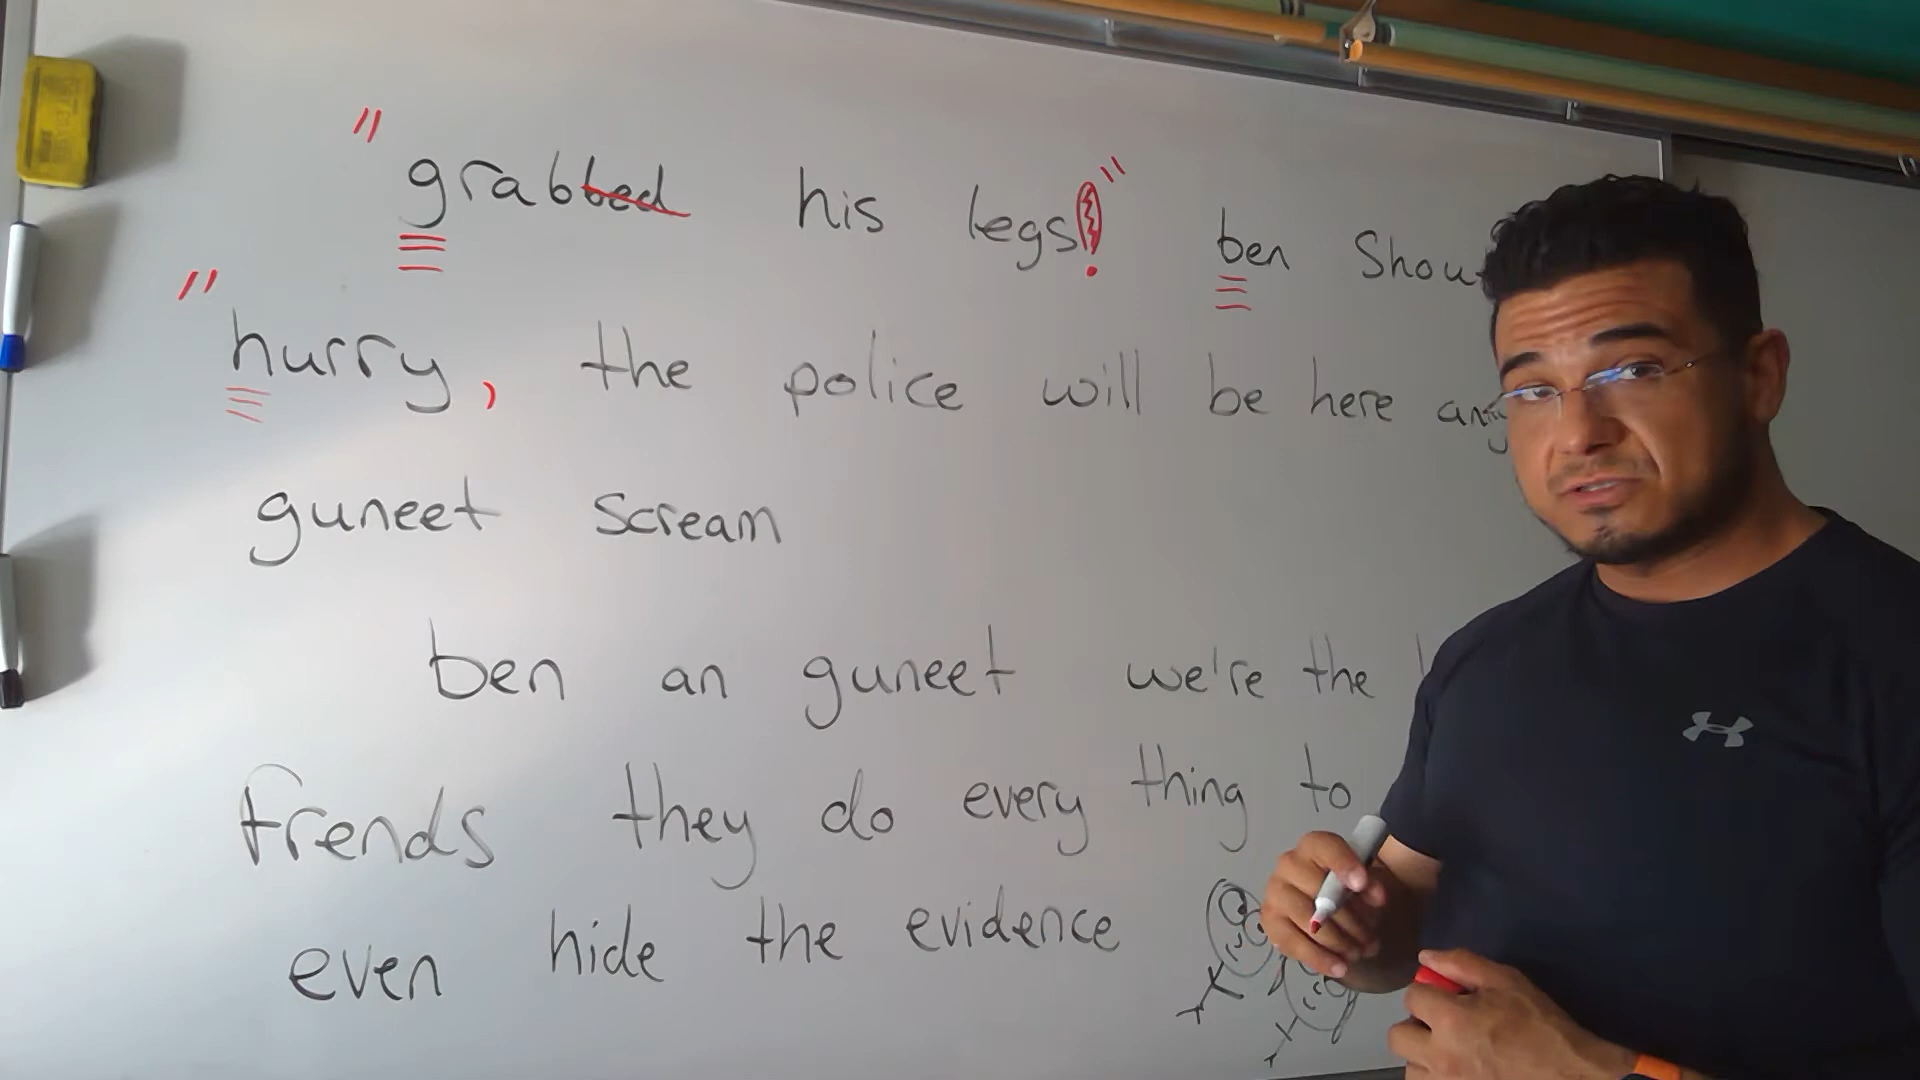 "grabbed his legs!" ben Shou
"hurry, the police will be here any
guneet scream
ben an guneet we're the
frends they do every thing to
even hide the evidence